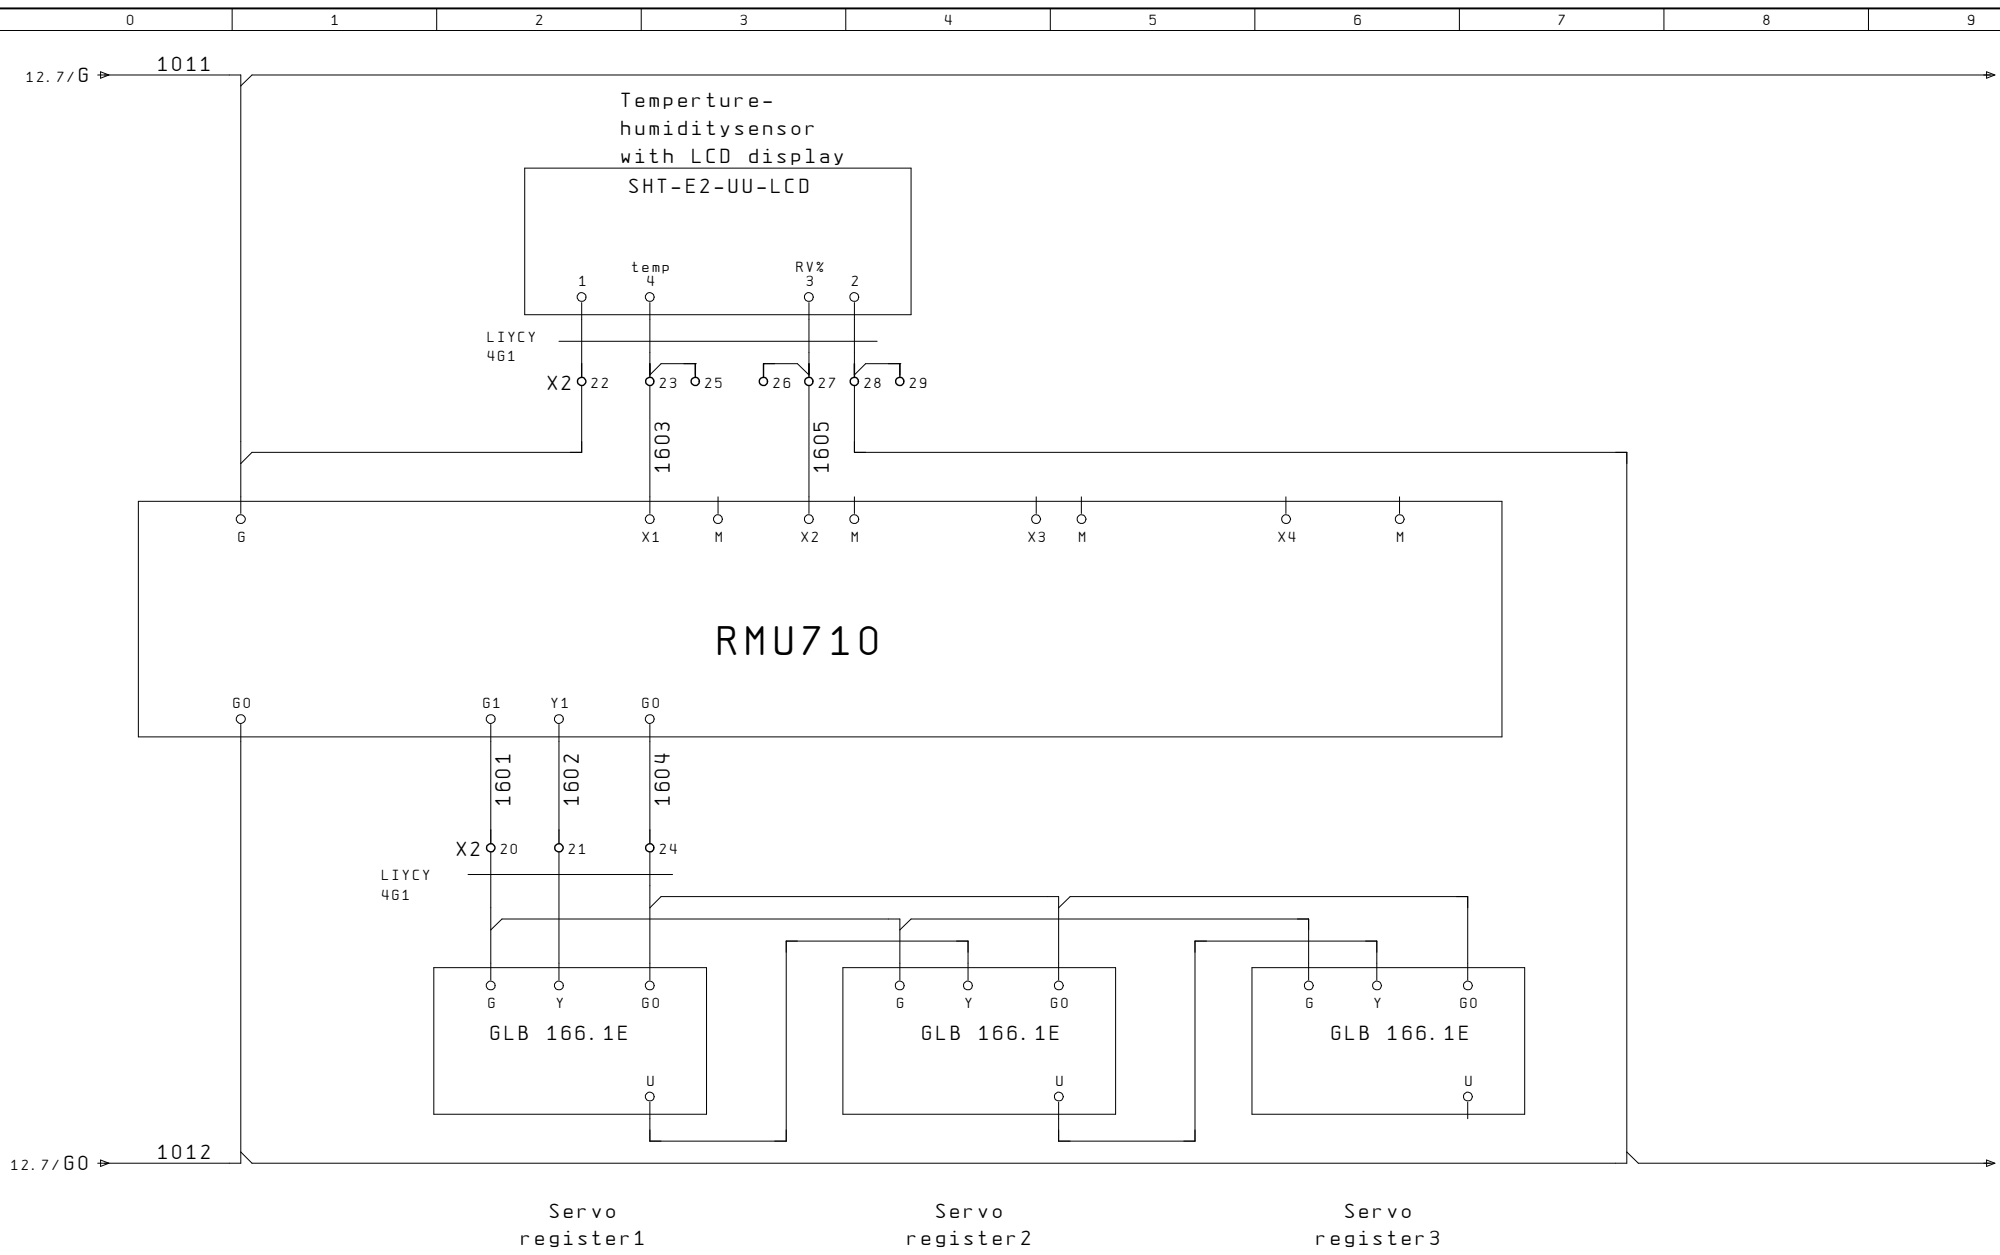 0 1 2 3 4 5 6 7 8 9
12.7/G 1011
Temperture-
humiditysensor
with LCD display
SHT-E2-UU-LCD
temp RV%
1 4 3 2
LIYCY
4G1
X2 22 23 25 26 27 28 29
1603 1605
G X1 M X2 M X3 M X4 M
RMU710
G0 G1 Y1 G0
1601 1602 1604
X2 20 21 24
LIYCY
4G1
G Y G0 G Y G0 G Y G0
GLB 166.1E GLB 166.1E GLB 166.1E
U U U
12.7/G0 1012
Servo Servo Servo
register1 register2 register3